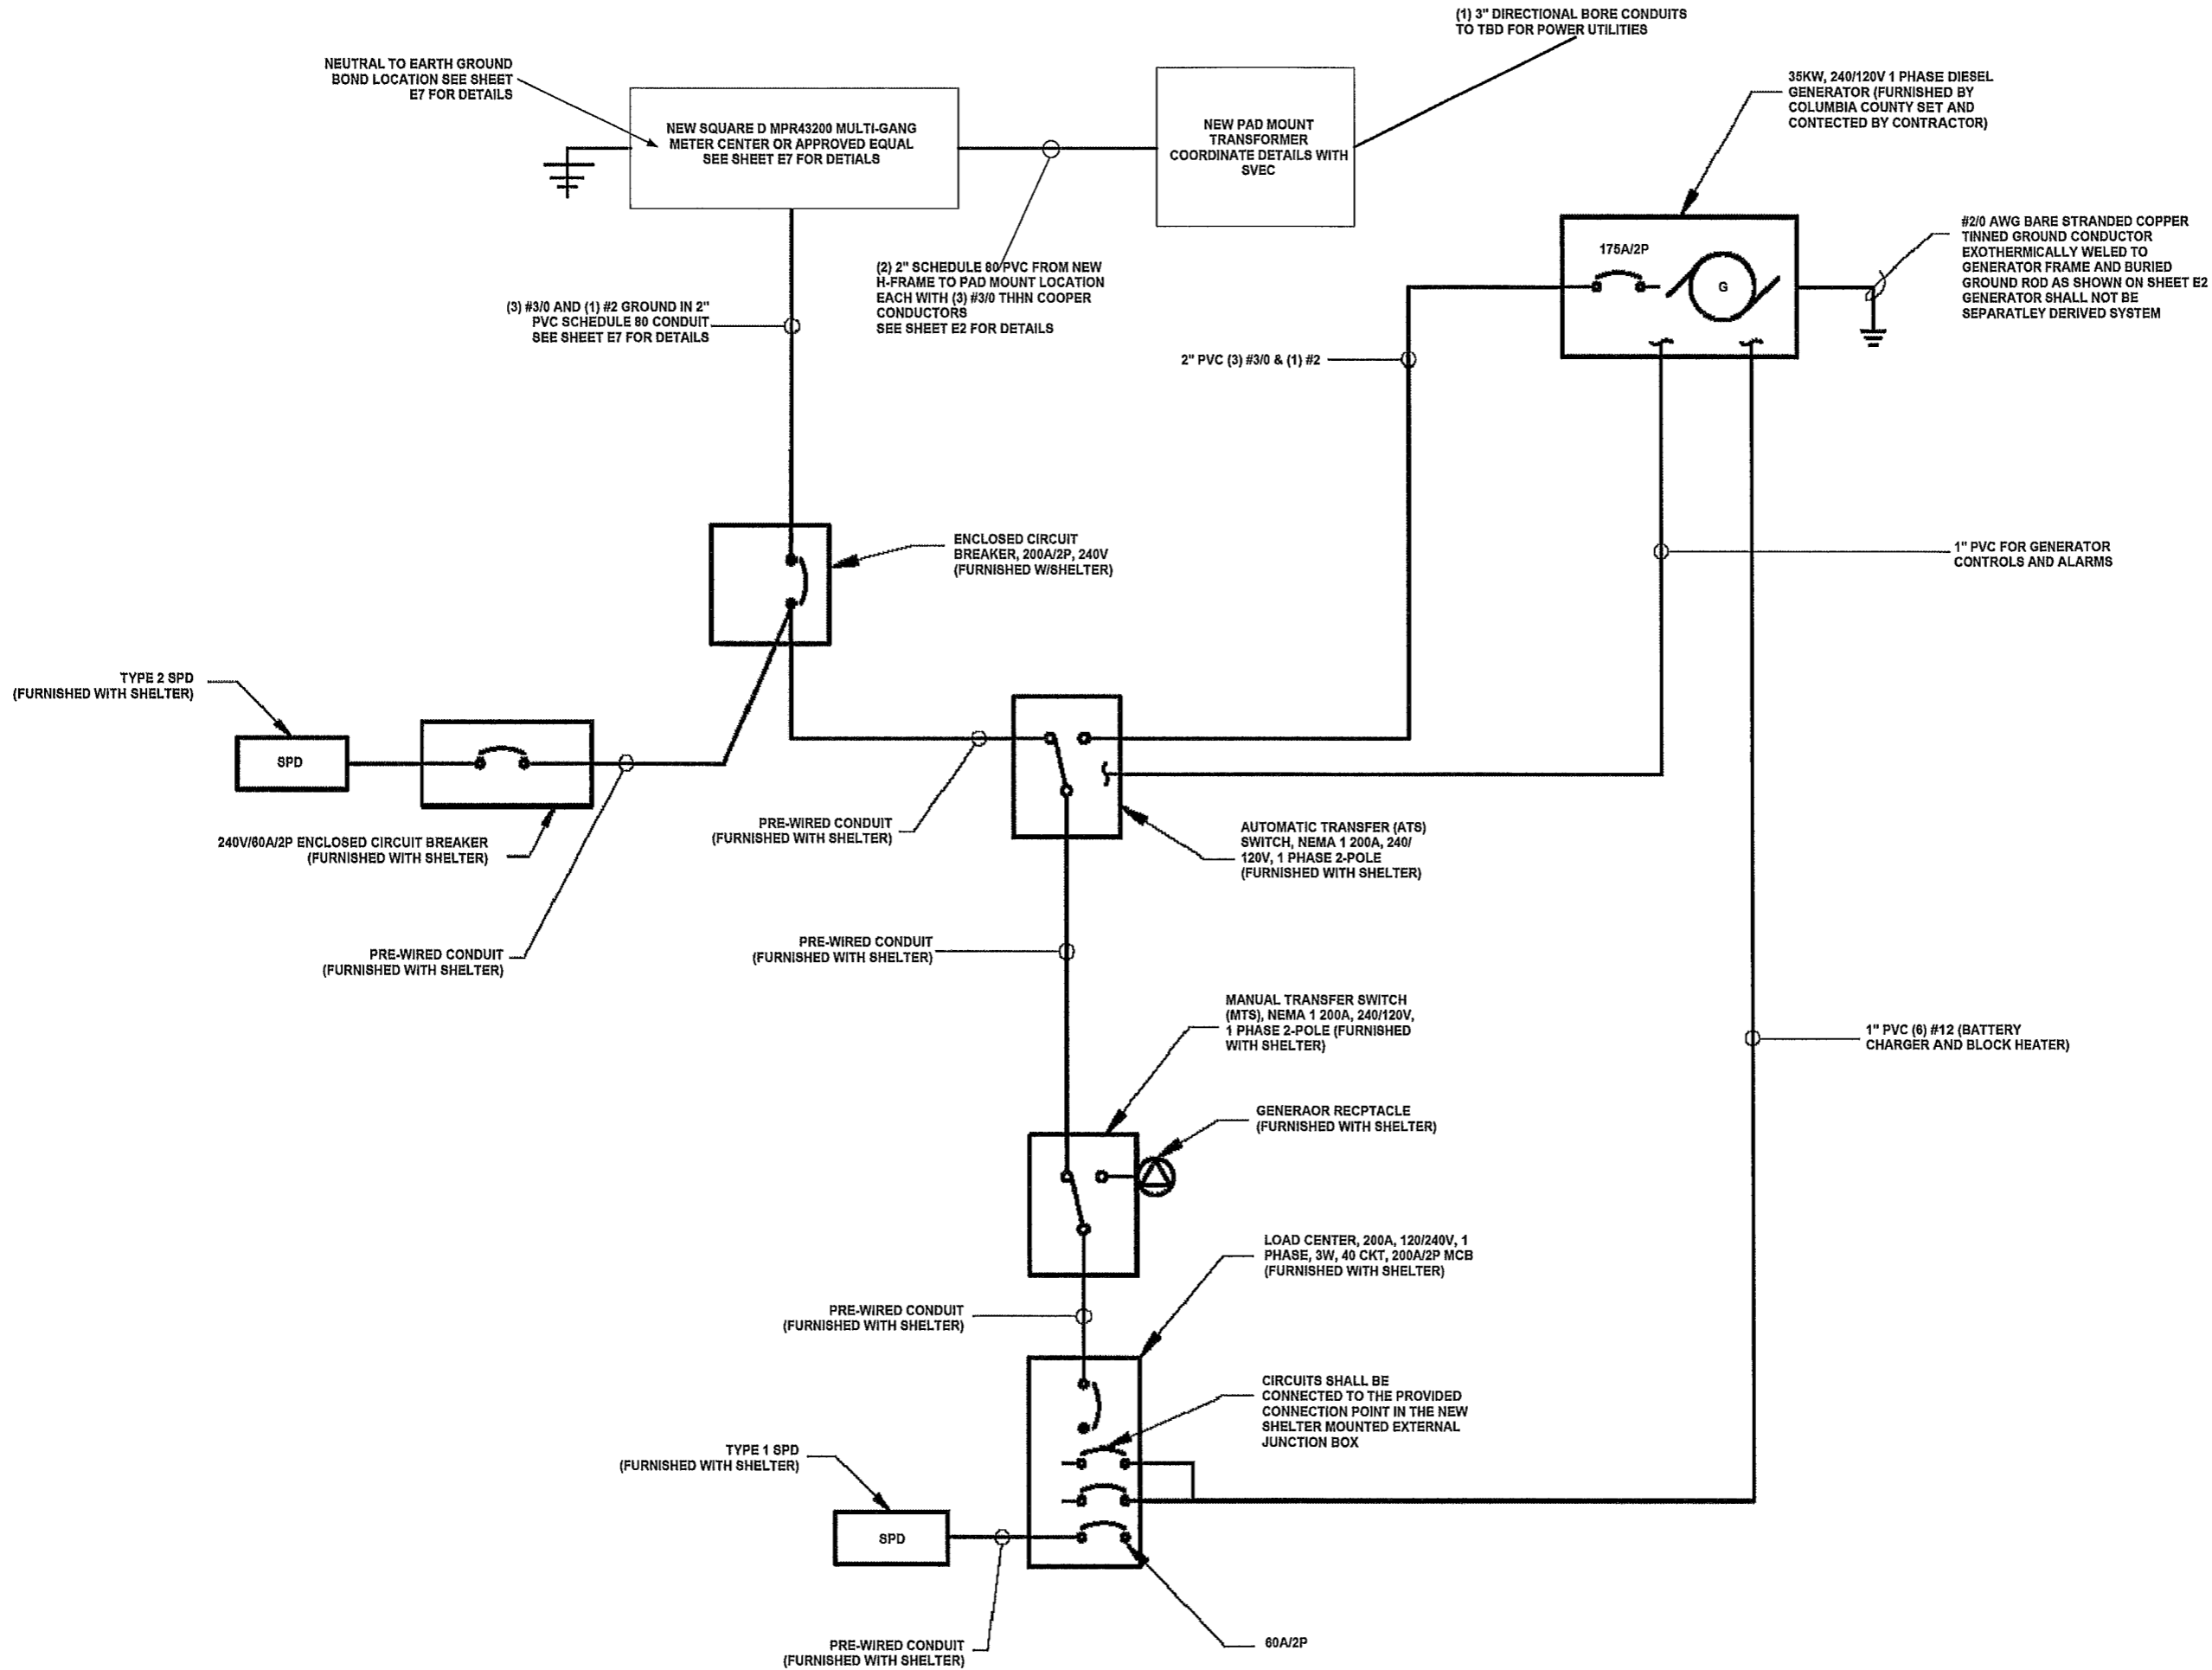 (1) 3" DIRECTIONAL BORE CONDUITS
TO TBD FOR POWER UTILITIES
NEUTRAL TO EARTH GROUND
BOND LOCATION SEE SHEET
E7 FOR DETAILS
NEW SQUARE D MPR43200 MULTI-GANG
METER CENTER OR APPROVED EQUAL
SEE SHEET E7 FOR DETIALS
NEW PAD MOUNT
TRANSFORMER
COORDINATE DETAILS WITH
SVEC
35KW, 240/120V 1 PHASE DIESEL
GENERATOR (FURNISHED BY
COLUMBIA COUNTY SET AND
CONTECTED BY CONTRACTOR)
175A/2P
G
#2/0 AWG BARE STRANDED COPPER
TINNED GROUND CONDUCTOR
EXOTHERMICALLY WELED TO
GENERATOR FRAME AND BURIED
GROUND ROD AS SHOWN ON SHEET E2
GENERATOR SHALL NOT BE
SEPARATLEY DERIVED SYSTEM
(2) 2" SCHEDULE 80 PVC FROM NEW
H-FRAME TO PAD MOUNT LOCATION
EACH WITH (3) #3/0 THHN COOPER
CONDUCTORS
SEE SHEET E2 FOR DETAILS
(3) #3/0 AND (1) #2 GROUND IN 2"
PVC SCHEDULE 80 CONDUIT
SEE SHEET E7 FOR DETAILS
2" PVC (3) #3/0 & (1) #2
ENCLOSED CIRCUIT
BREAKER, 200A/2P, 240V
(FURNISHED W/SHELTER)
1" PVC FOR GENERATOR
CONTROLS AND ALARMS
TYPE 2 SPD
(FURNISHED WITH SHELTER)
SPD
240V/60A/2P ENCLOSED CIRCUIT BREAKER
(FURNISHED WITH SHELTER)
PRE-WIRED CONDUIT
(FURNISHED WITH SHELTER)
AUTOMATIC TRANSFER (ATS)
SWITCH, NEMA 1 200A, 240/
120V, 1 PHASE 2-POLE
(FURNISHED WITH SHELTER)
PRE-WIRED CONDUIT
(FURNISHED WITH SHELTER)
PRE-WIRED CONDUIT
(FURNISHED WITH SHELTER)
MANUAL TRANSFER SWITCH
(MTS), NEMA 1 200A, 240/120V,
1 PHASE 2-POLE (FURNISHED
WITH SHELTER)
1" PVC (6) #12 (BATTERY
CHARGER AND BLOCK HEATER)
GENERAOR RECPTACLE
(FURNISHED WITH SHELTER)
LOAD CENTER, 200A, 120/240V, 1
PHASE, 3W, 40 CKT, 200A/2P MCB
(FURNISHED WITH SHELTER)
PRE-WIRED CONDUIT
(FURNISHED WITH SHELTER)
CIRCUITS SHALL BE
CONNECTED TO THE PROVIDED
CONNECTION POINT IN THE NEW
SHELTER MOUNTED EXTERNAL
JUNCTION BOX
TYPE 1 SPD
(FURNISHED WITH SHELTER)
SPD
60A/2P
PRE-WIRED CONDUIT
(FURNISHED WITH SHELTER)